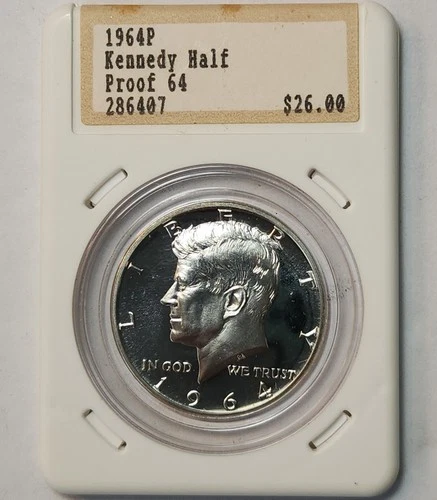 1964P
Kennedy Half
Proof 64
286407 $26.00
LIBERTY
IN GOD WE TRUST
1964